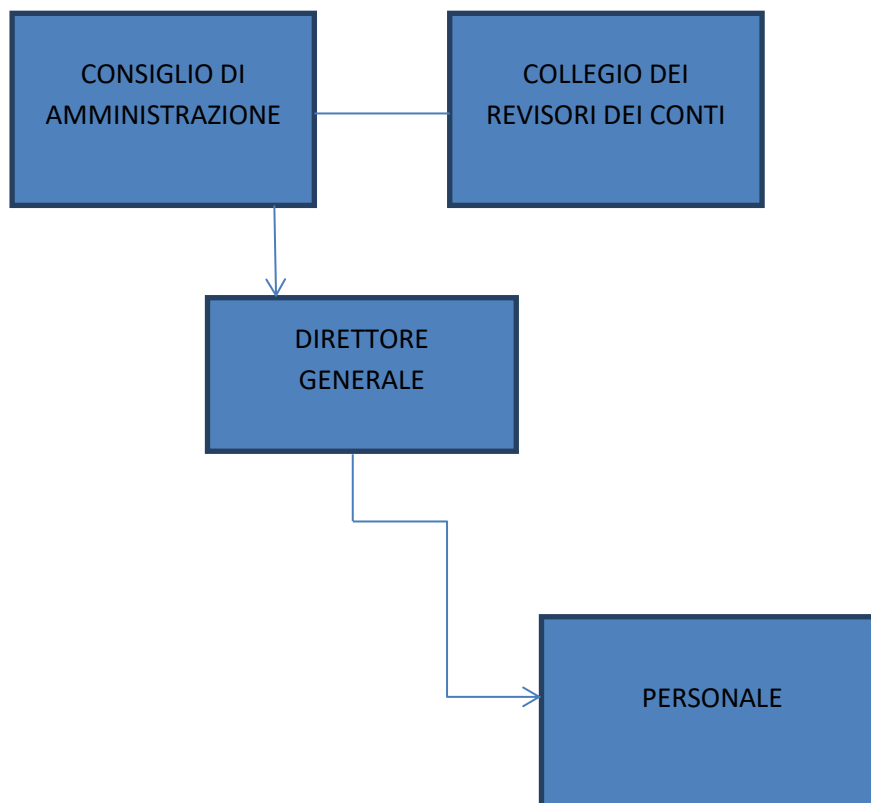 CONSIGLIO DI
AMMINISTRAZIONE
COLLEGIO DEI
REVISORI DEI CONTI
DIRETTORE
GENERALE
PERSONALE